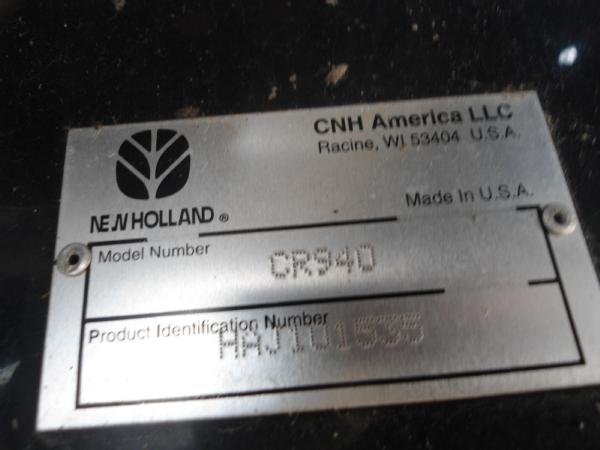 CNH America LLC
Racine, WI 53404 U.S.A.
NEW HOLLAND ®
Made In U.S.A.
Model Number
CR940
Product Identification Number
HAJ101535